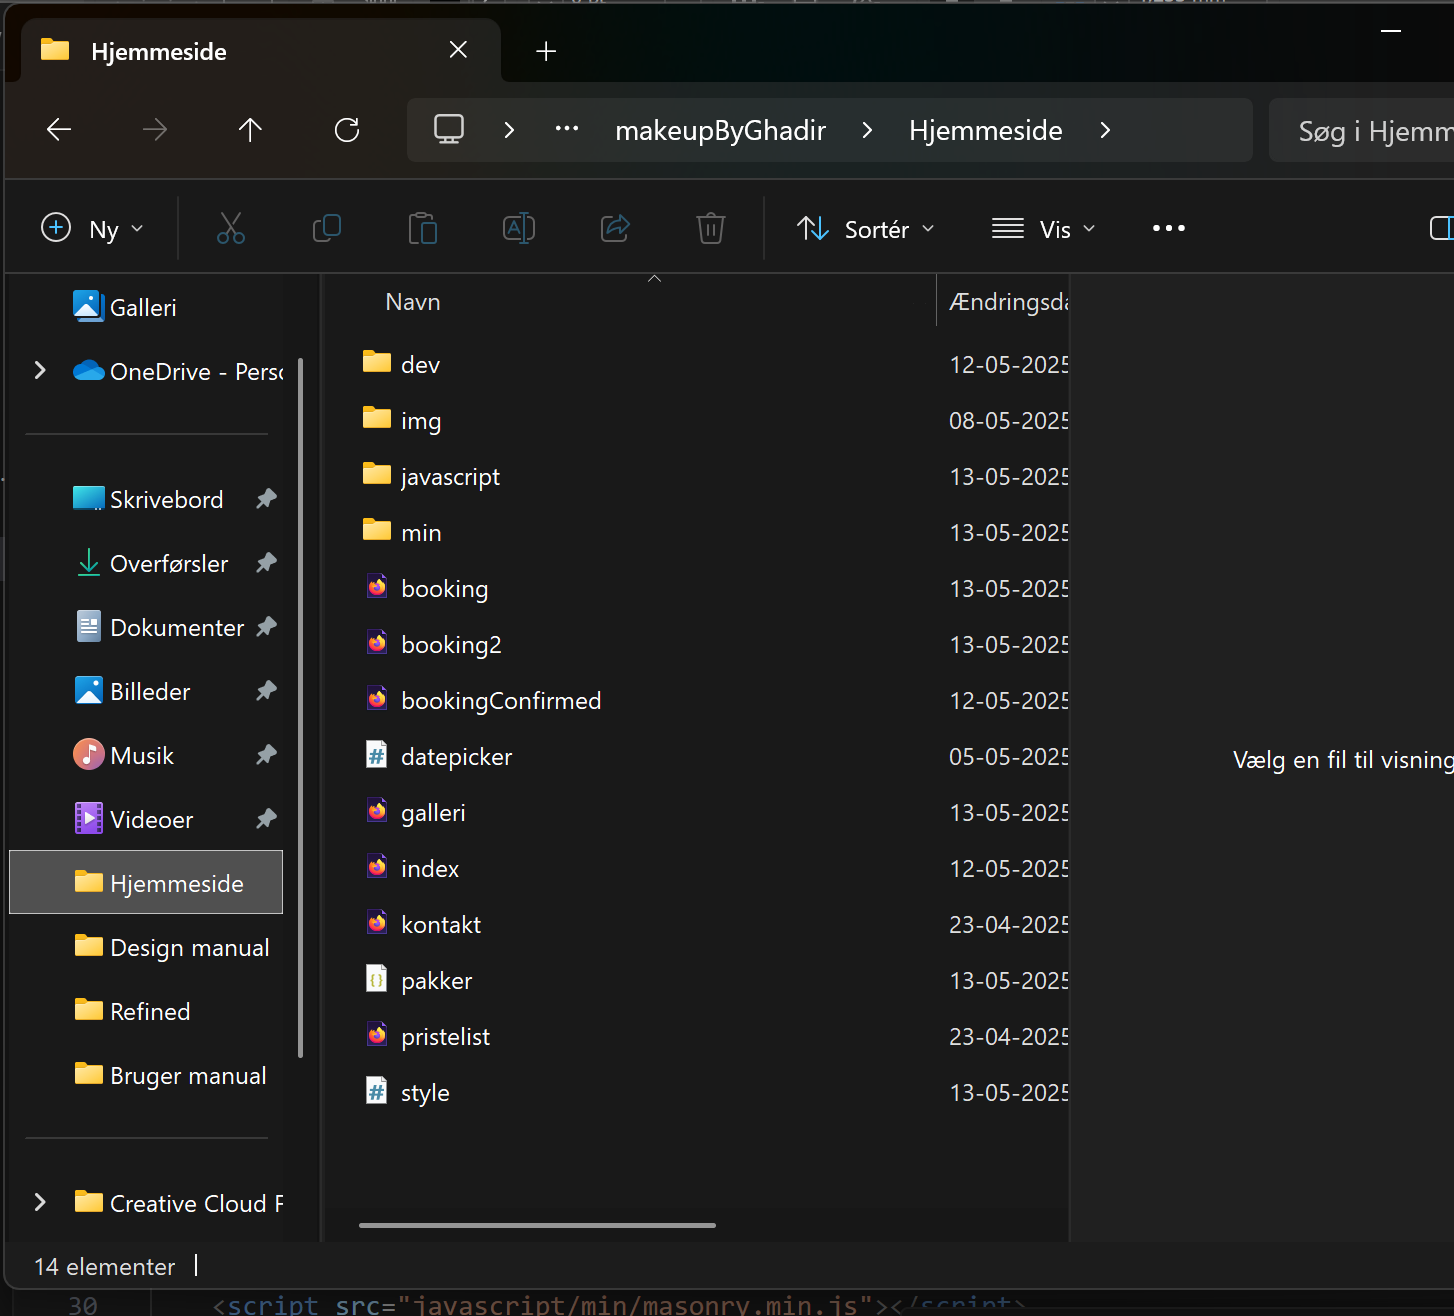 Hjemmeside
makeupByGhadir
Hjemmeside
Søg i Hjemm
Ny
Sortér
Vis
Galleri
OneDrive - Perso
Skrivebord
Overførsler
Dokumenter
Billeder
Musik
Videoer
Hjemmeside
Design manual
Refined
Bruger manual
Creative Cloud F
Navn
Ændringsda
dev
12-05-2025
img
08-05-2025
javascript
13-05-2025
min
13-05-2025
booking
13-05-2025
booking2
13-05-2025
bookingConfirmed
12-05-2025
datepicker
05-05-2025
galleri
13-05-2025
index
12-05-2025
kontakt
23-04-2025
pakker
13-05-2025
pristelist
23-04-2025
style
13-05-2025
Vælg en fil til visning
14 elementer
30 <script src="javascript/min/masonry.min.js"></script>